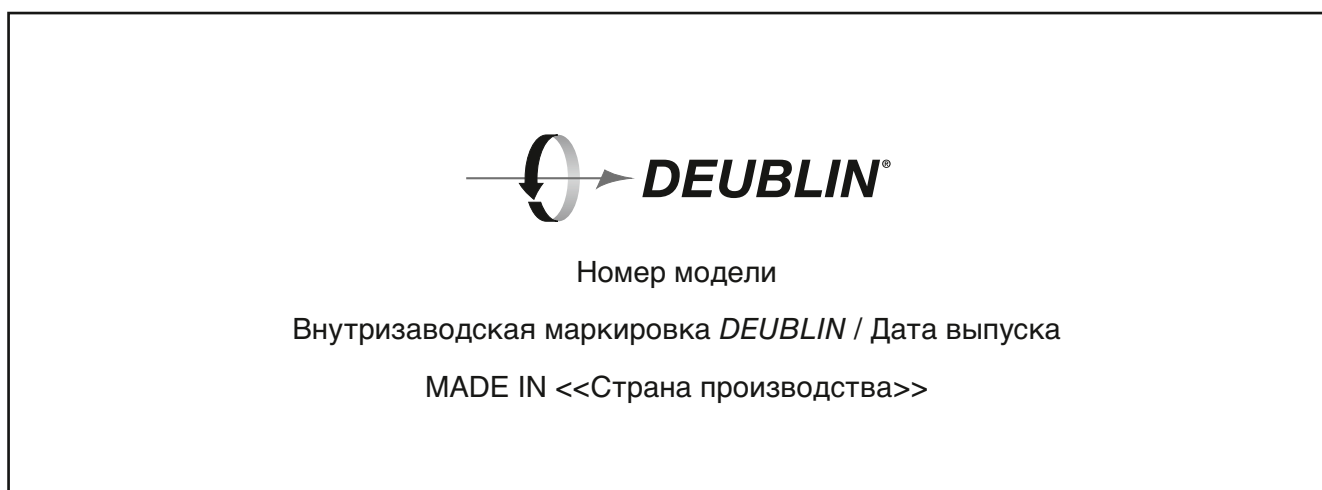 DEUBLIN®
Номер модели
Внутризаводская маркировка DEUBLIN / Дата выпуска
MADE IN <<Страна производства>>